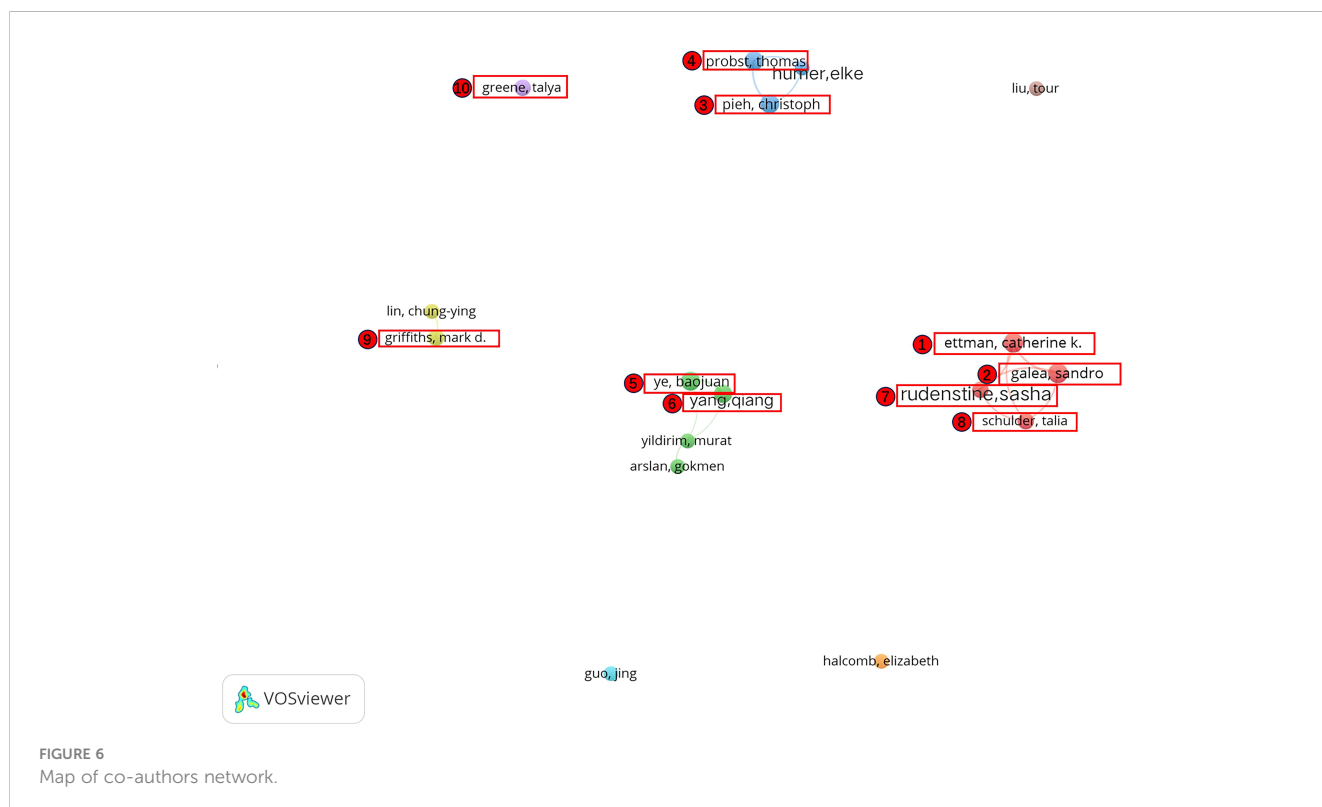 4 probst, thomas
humer,elke
10 greene, talya
liu, tour
3 pieh, christoph
lin, chung-ying
9 griffiths, mark d.
1 ettman, catherine k.
2 galea, sandro
5 ye, baojuan
7 rudenstine,sasha
6 yang,qiang
8 schulder, talia
yildirim, murat
arslan, gokmen
halcomb, elizabeth
guo, jing
VOSviewer
FIGURE 6
Map of co-authors network.